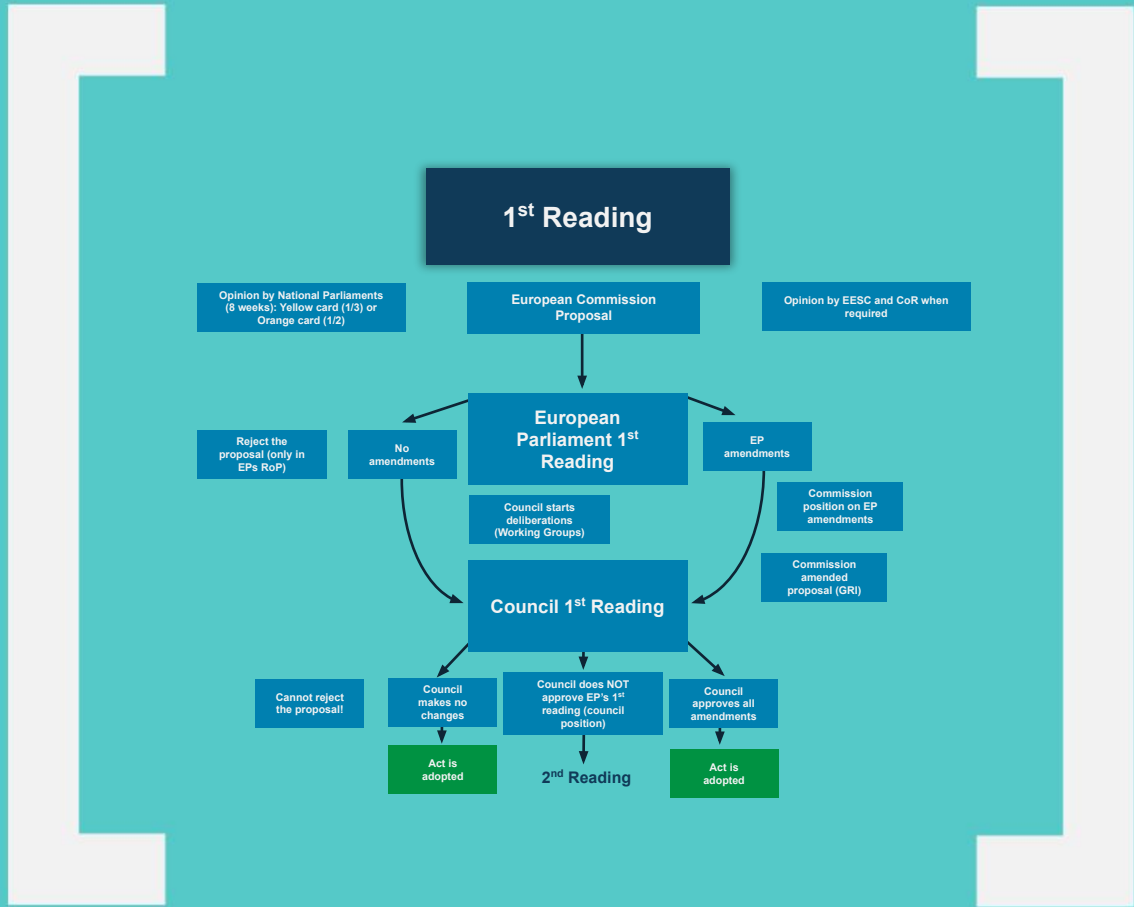 1st Reading
Opinion by National Parliaments
(8 weeks): Yellow card (1/3) or
Orange card (1/2)
European Commission
Proposal
Opinion by EESC and CoR when
required
Reject the
proposal (only in
EPs RoP)
No
amendments
European
Parliament 1st
Reading
EP
amendments
Council starts
deliberations
(Working Groups)
Commission
position on EP
amendments
Commission
amended
proposal (GRI)
Council 1st Reading
Cannot reject
the proposal!
Council
makes no
changes
Council does NOT
approve EP's 1st
reading (council
position)
Council
approves all
amendments
Act is
adopted
2nd Reading
Act is
adopted